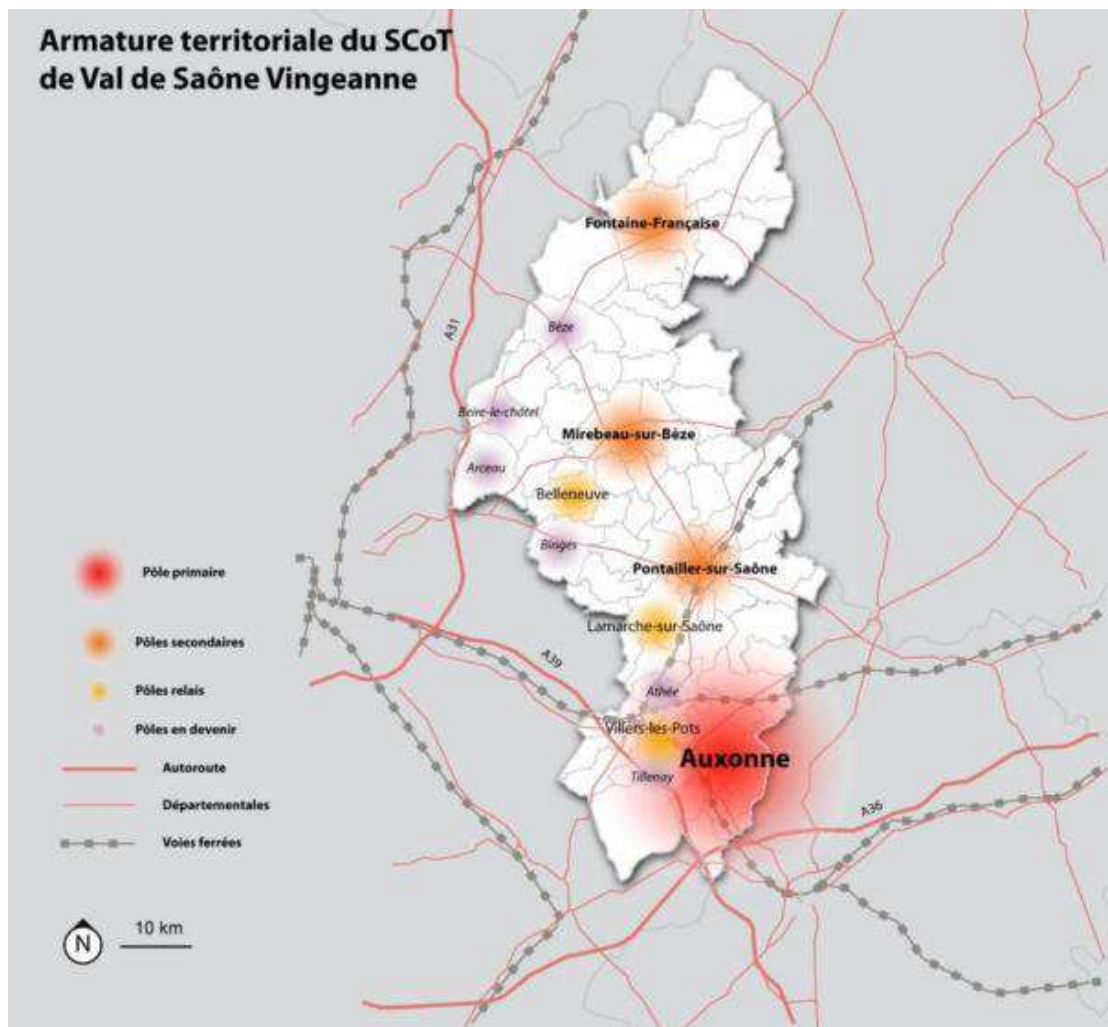 Armature territoriale du SCoT
de Val de Saône Vingeanne
Fontaine-Française
A31
Bèze
Beire-le-châtel
Mirebeau-sur-Bèze
Arceau
Belleneuve
Binges
Pontailler-sur-Saône
Lamarche-sur-Saône
A39
Athée
Villers-les-Pots
Auxonne
Tillenay
A36
Pôle primaire
Pôles secondaires
Pôles relais
Pôles en devenir
Autoroute
Départementales
Voies ferrées
N
10 km